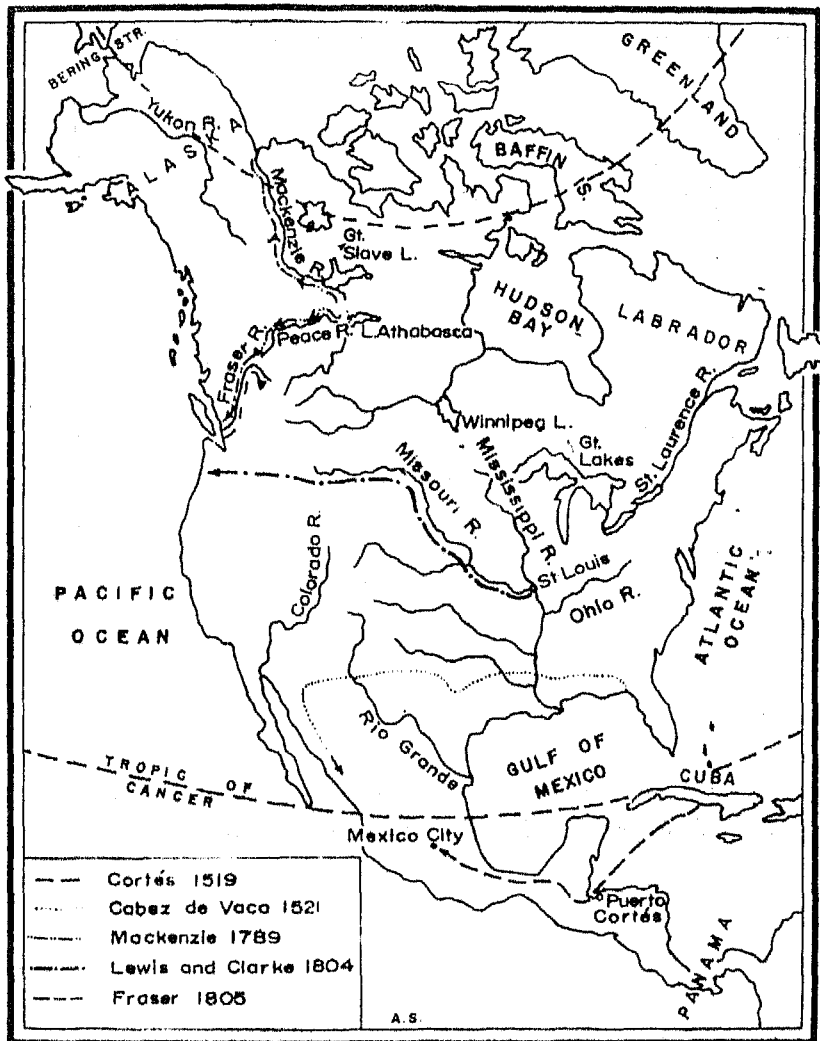 BERING STR.
GREENLAND
Yukon R.
ALASKA
BAFFIN IS.
Mackenzie R.
Gt.
Slave L.
HUDSON
BAY
LABRADOR
Peace R. L. Athabasca
Fraser R.
Winnipeg L.
Gt.
Lakes
St. Laurence R.
Missouri R.
Mississippi R.
St Louis
Ohio R.
Colorado R.
PACIFIC
OCEAN
ATLANTIC
OCEAN
Rio Grande
GULF OF
MEXICO
TROPIC OF
CANCER
CUBA
Mexico City
Puerto
Cortés
PANAMA
Cortés 1519
Cabez de Vaca 1521
Mackenzie 1789
Lewis and Clarke 1804
Fraser 1805
A.S.